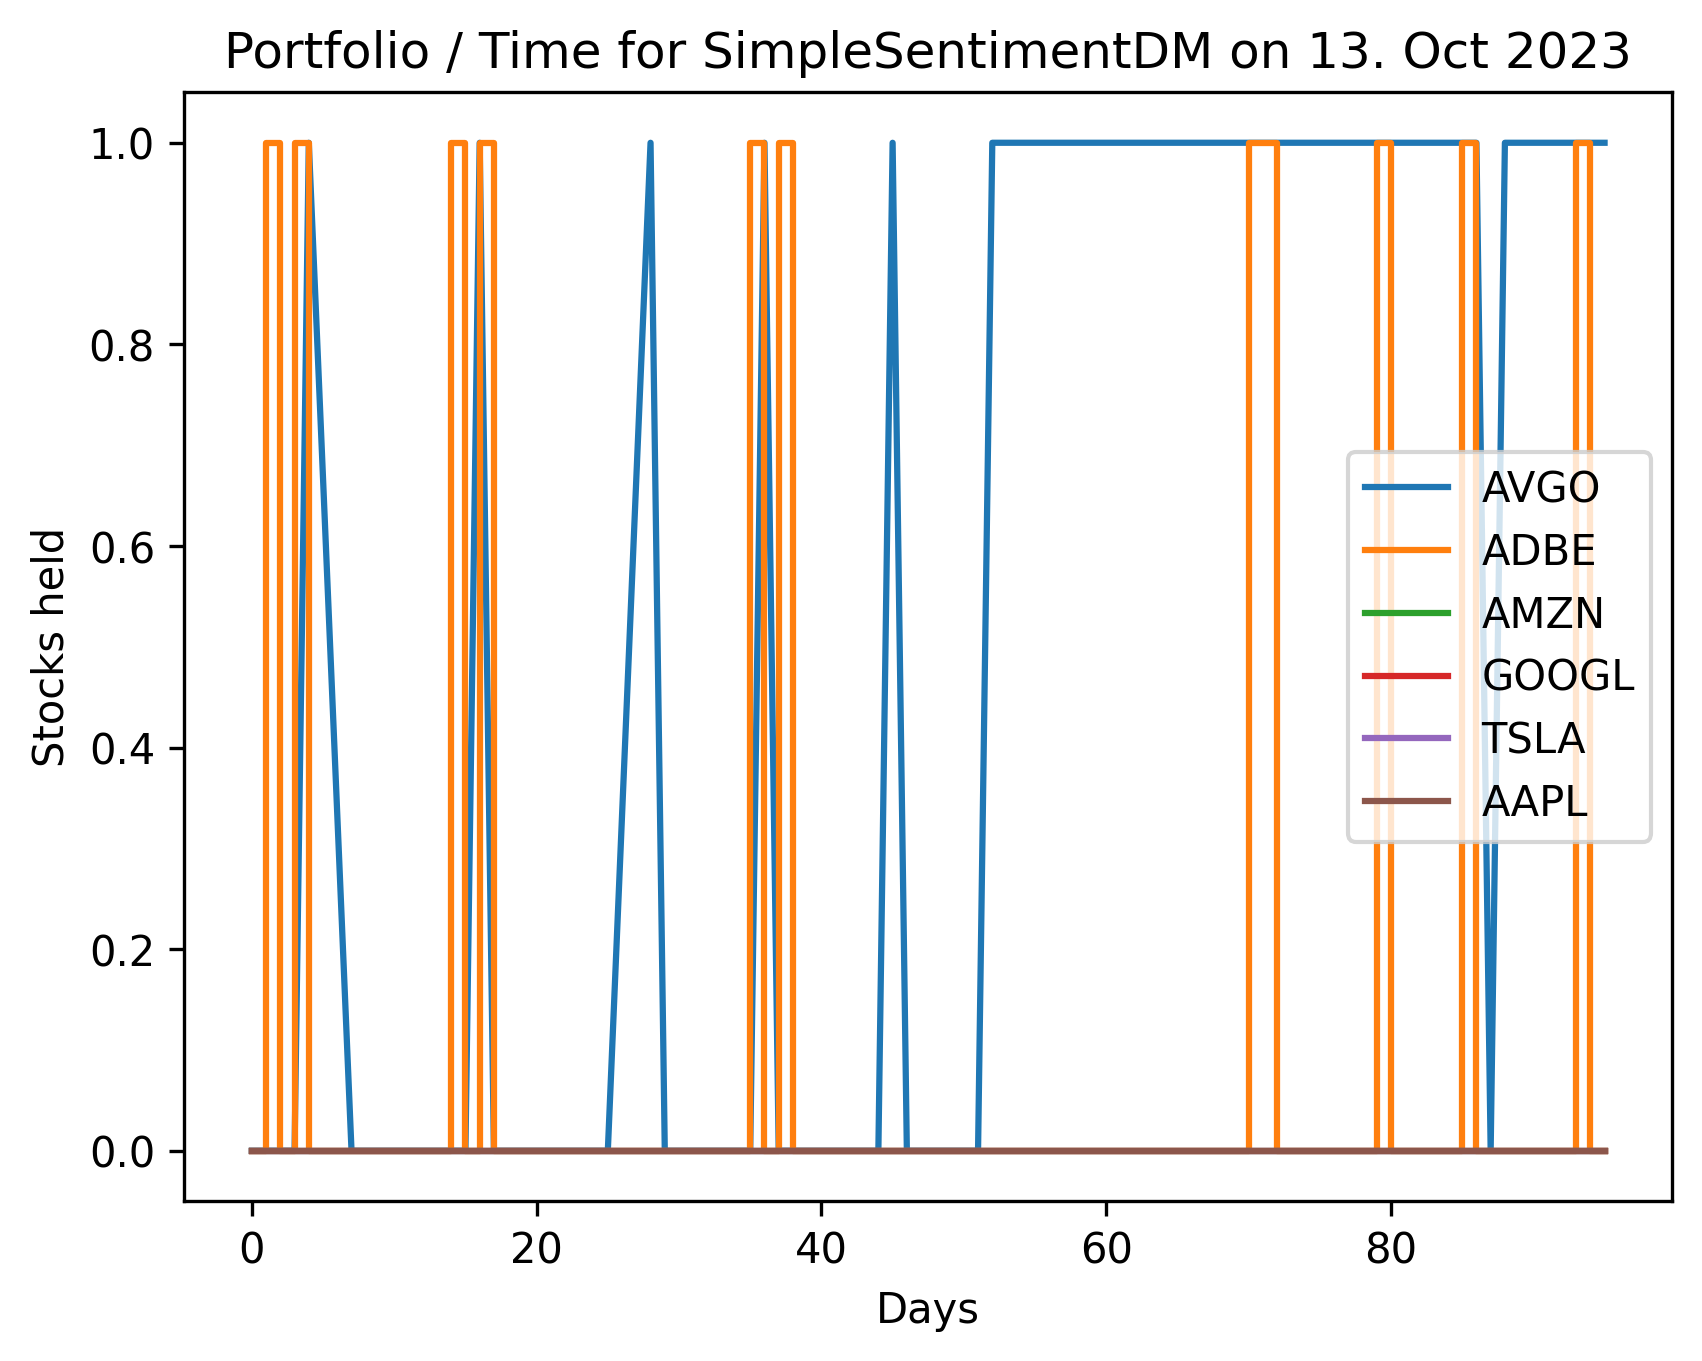 Portfolio / Time for SimpleSentimentDM on 13. Oct 2023
1.0
0.8
0.6
0.4
0.2
0.0
Stocks held
AVGO
ADBE
AMZN
GOOGL
TSLA
AAPL
0 20 40 60 80
Days